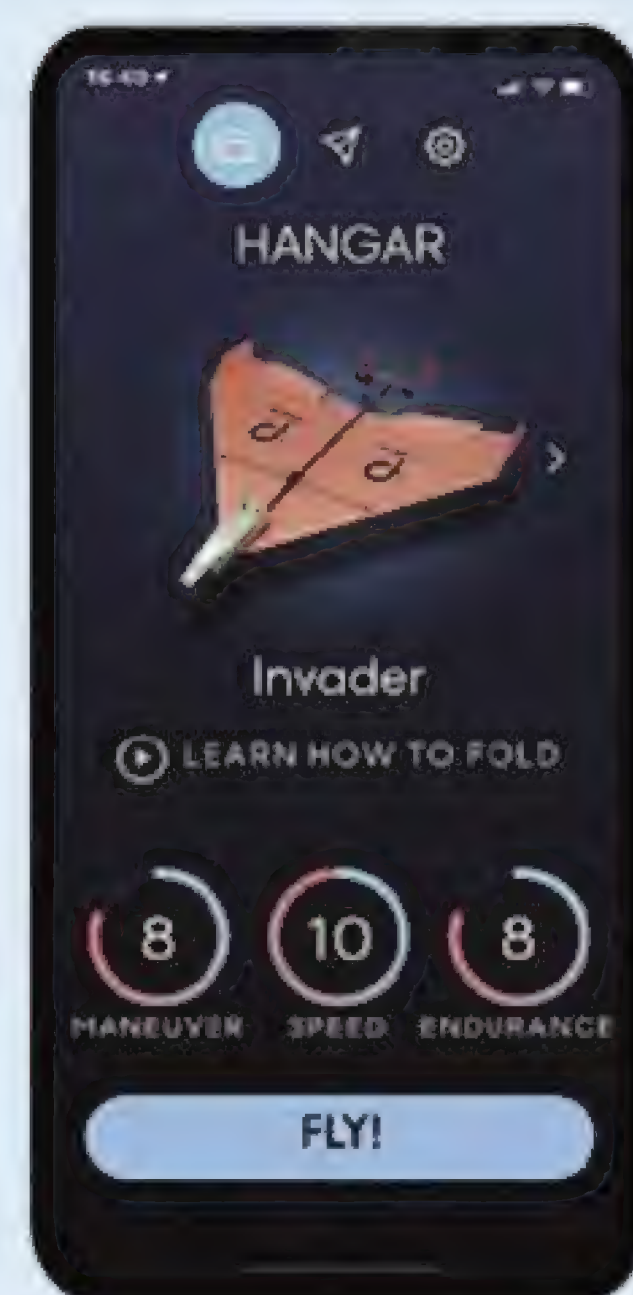 HANGAR
Invader
LEARN HOW TO FOLD
8 10 8
MANEUVER SPEED ENDURANCE
FLY!